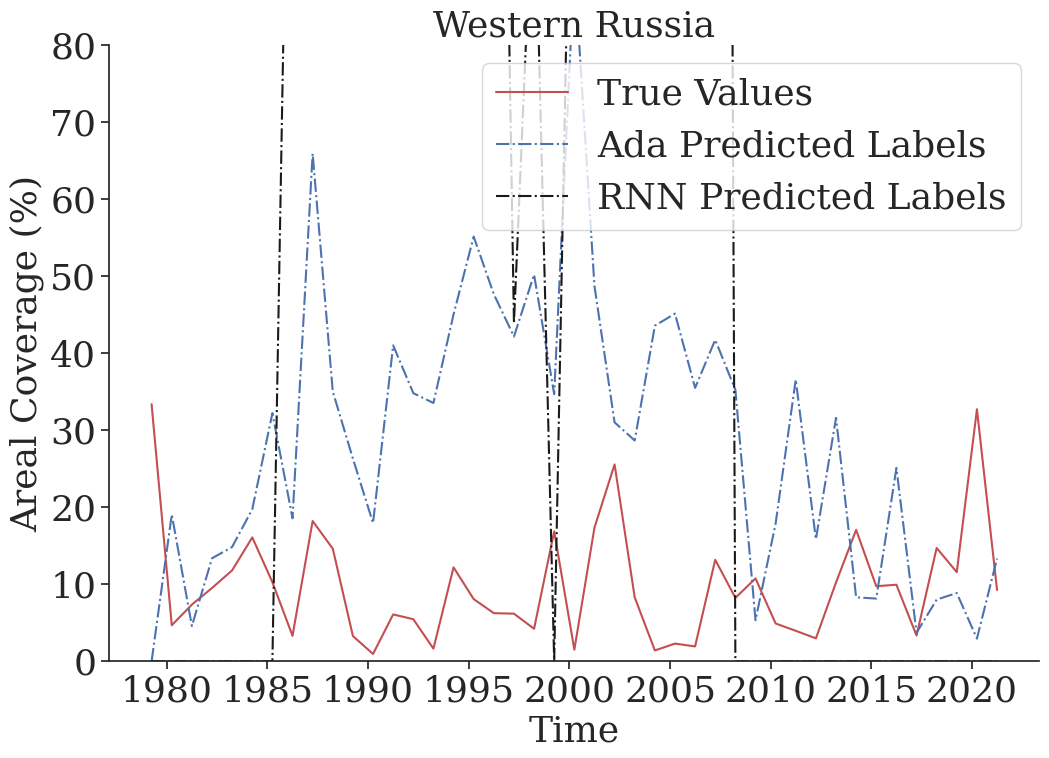 Western Russia
80
70
60
50
40
30
20
10
0
Areal Coverage (%)
True Values
Ada Predicted Labels
RNN Predicted Labels
1980 1985 1990 1995 2000 2005 2010 2015 2020
Time